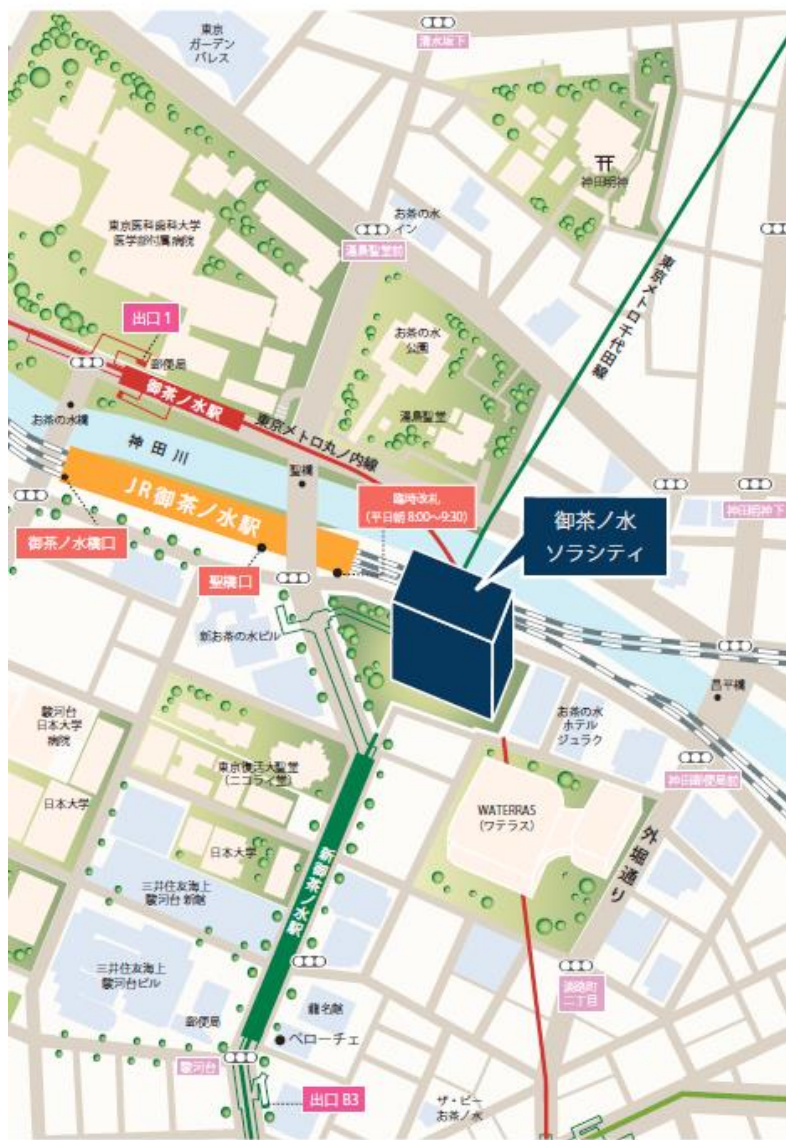 東京
ガーデン
パレス
清水坂下
神田明神
東京医科歯科大学
医学部付属病院
お茶の水
イン
湯島聖堂前
東京メトロ千代田線
出口1
郵便局
お茶の水
公園
湯島聖堂
御茶ノ水駅
東京メトロ丸ノ内線
お茶の水橋
神田川
聖橋
JR御茶ノ水駅
臨時改札
(平日朝 8:00〜9:30)
神田明神下
御茶ノ水
ソラシティ
御茶ノ水橋口
聖橋口
新お茶の水ビル
昌平橋
お茶の水
ホテル
ジュラク
駿河台
日本大学
病院
東京復活大聖堂
(ニコライ堂)
神田郵便局前
日本大学
WATERRAS
(ワテラス)
外堀通り
日本大学
新御茶ノ水駅
三井住友海上
駿河台 新館
三井住友海上
駿河台ビル
淡路町
二丁目
龍名館
郵便局
ベローチェ
駿河台
出口 B3
ザ・ビー
お茶ノ水